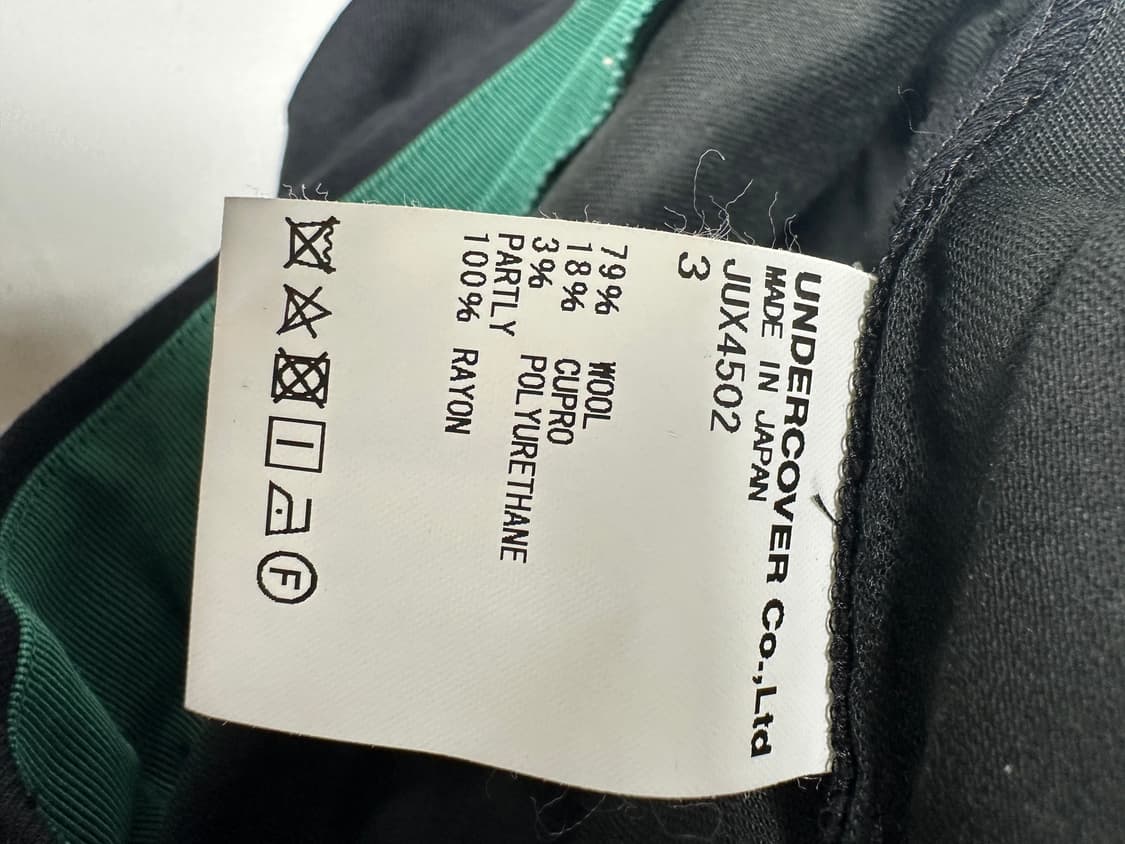 UNDERCOVER Co.,Ltd
MADE IN JAPAN
JUX4502
3
79% WOOL
18% CUPRO
3% POLYURETHANE
PARTLY
100% RAYON
F